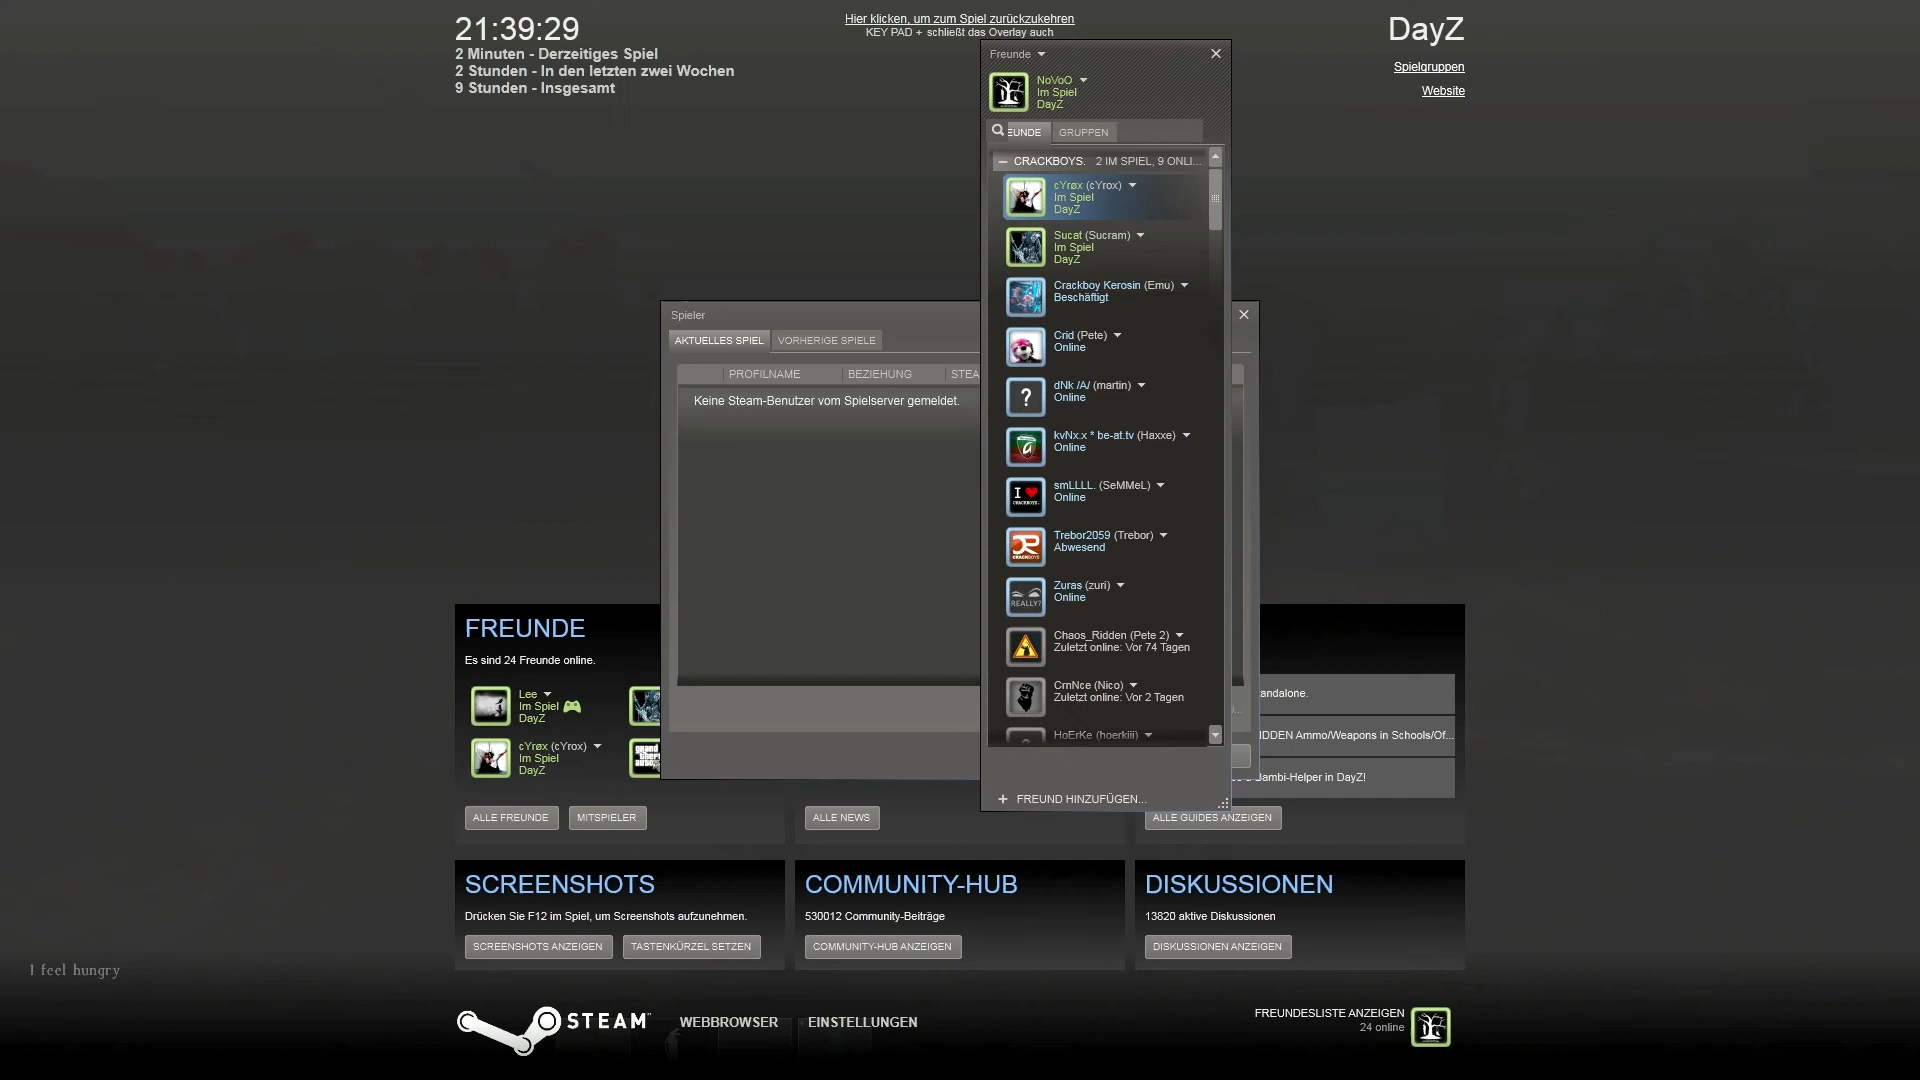 21:39:29
2 Minuten - Derzeitiges Spiel
2 Stunden - In den letzten zwei Wochen
9 Stunden - Insgesamt
Hier klicken, um zum Spiel zurückzukehren
KEY PAD + schließt das Overlay auch
DayZ
Spielgruppen
Website
Freunde
NoVoO
Im Spiel
DayZ
EUNDE GRUPPEN
CRACKBOYS. 2 IM SPIEL, 9 ONLI...
cYrøx (cYrox)
Im Spiel
DayZ
Sucat (Sucram)
Im Spiel
DayZ
Crackboy Kerosin (Emu)
Beschäftigt
Crid (Pete)
Online
?
dNk /A/ (martin)
Online
kvNx.x * be-at.tv (Haxxe)
Online
I
CRACKBOYS.
smLLLL. (SeMMeL)
Online
CRACKBOYS
Trebor2059 (Trebor)
Abwesend
REALLY?
Zuras (zuri)
Online
Chaos_Ridden (Pete 2)
Zuletzt online: Vor 74 Tagen
CrnNce (Nico)
Zuletzt online: Vor 2 Tagen
HoErKe (hoerkiii)
+ FREUND HINZUFÜGEN...
Spieler
AKTUELLES SPIEL VORHERIGE SPIELE
PROFILNAME BEZIEHUNG STEA
Keine Steam-Benutzer vom Spielserver gemeldet.
FREUNDE
Es sind 24 Freunde online.
Lee
Im Spiel
DayZ
cYrøx (cYrox)
Im Spiel
DayZ
ALLE FREUNDE MITSPIELER
ALLE NEWS
andalone.
IDDEN Ammo/Weapons in Schools/Of...
Bambi-Helper in DayZ!
ALLE GUIDES ANZEIGEN
SCREENSHOTS
Drücken Sie F12 im Spiel, um Screenshots aufzunehmen.
SCREENSHOTS ANZEIGEN TASTENKÜRZEL SETZEN
COMMUNITY-HUB
530012 Community-Beiträge
COMMUNITY-HUB ANZEIGEN
DISKUSSIONEN
13820 aktive Diskussionen
DISKUSSIONEN ANZEIGEN
I feel hungry
STEAM™ WEBBROWSER EINSTELLUNGEN
FREUNDESLISTE ANZEIGEN
24 online